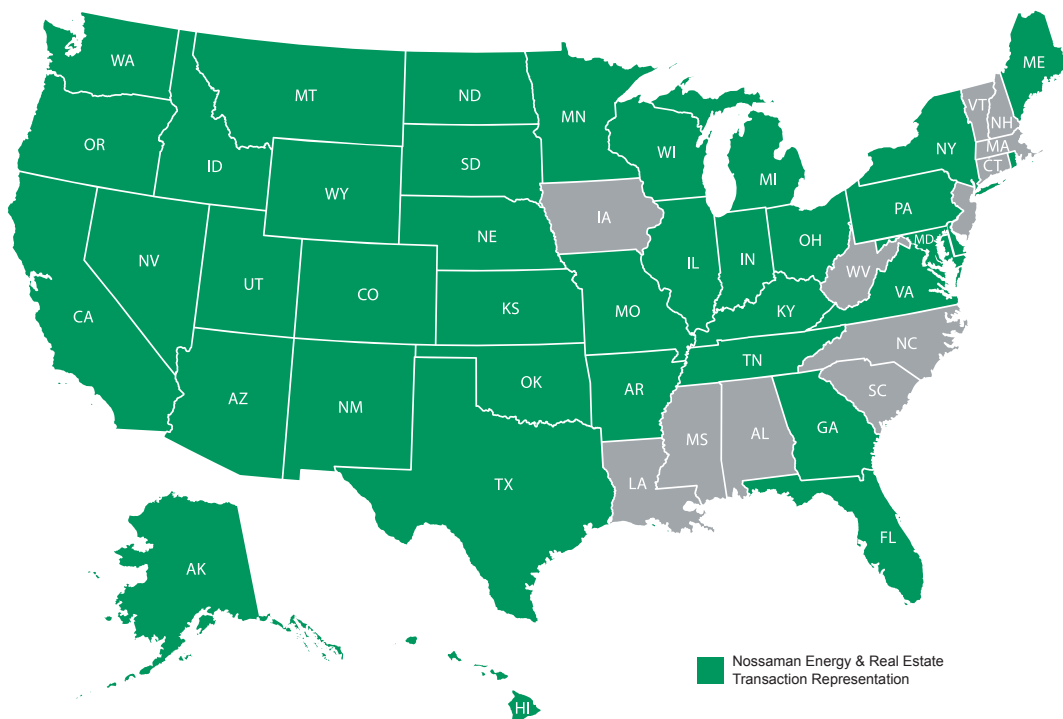 WA
ME
MT
ND
MN
VT
NH
OR
MA
NY
WI
SD
CT
ID
MI
WY
PA
IA
NE
OH
MD
IL
IN
NV
WV
UT
VA
CO
KS
MO
KY
CA
NC
TN
OK
AR
SC
AZ
NM
GA
MS
AL
LA
TX
FL
AK
Nossaman Energy & Real Estate
Transaction Representation
HI